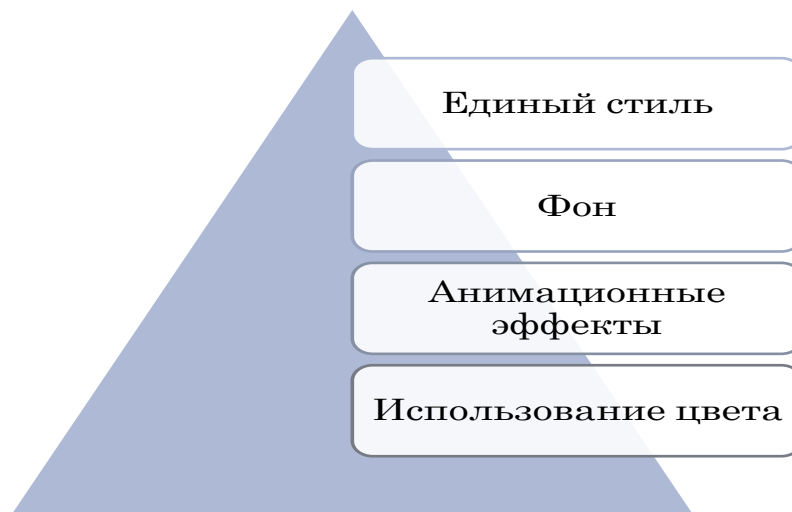 Единый стиль
Фон
Анимационные
эффекты
Использование цвета